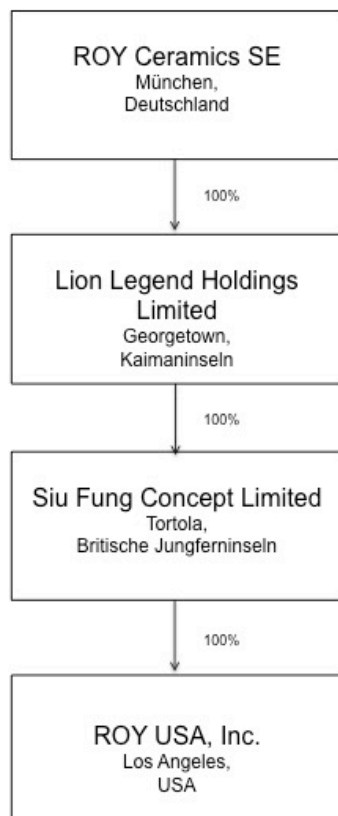 ROY Ceramics SE
München,
Deutschland
100%
Lion Legend Holdings
Limited
Georgetown,
Kaimaninseln
100%
Siu Fung Concept Limited
Tortola,
Britische Jungferninseln
100%
ROY USA, Inc.
Los Angeles,
USA